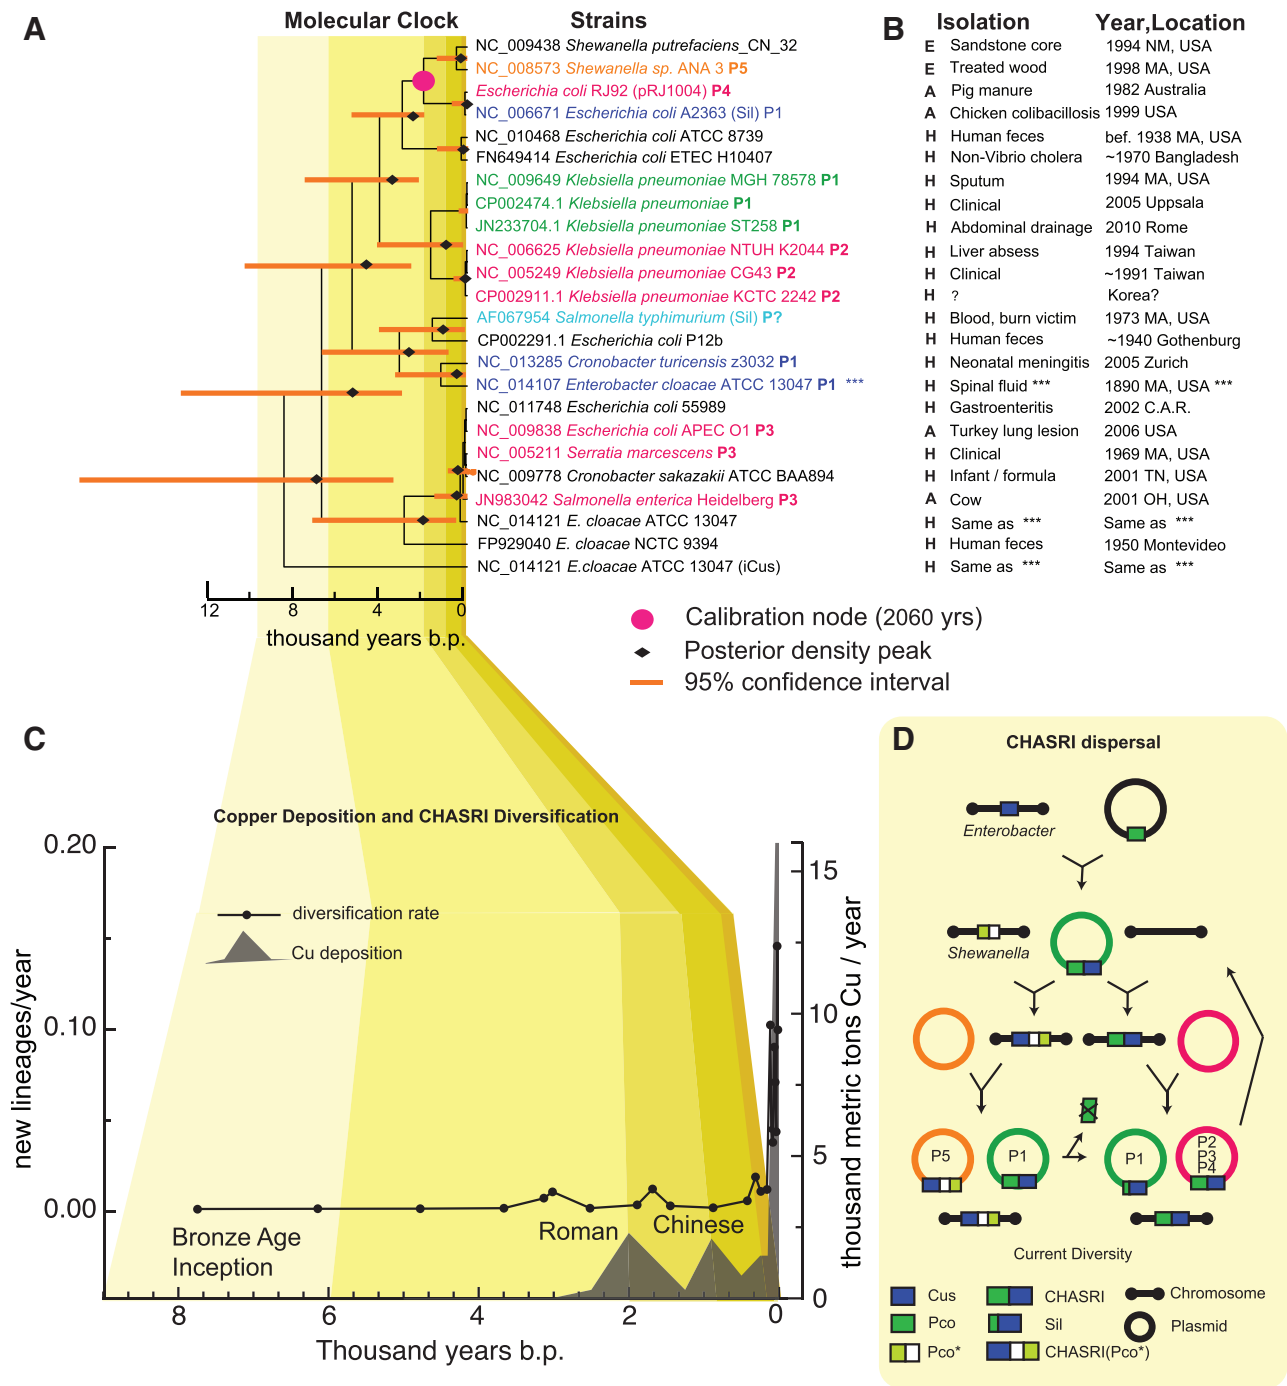 A
Molecular Clock
Strains
NC_009438 Shewanella putrefaciens_CN_32
NC_008573 Shewanella sp. ANA 3 P5
Escherichia coli RJ92 (pRJ1004) P4
NC_006671 Escherichia coli A2363 (Sil) P1
NC_010468 Escherichia coli ATCC 8739
FN649414 Escherichia coli ETEC H10407
NC_009649 Klebsiella pneumoniae MGH 78578 P1
CP002474.1 Klebsiella pneumoniae P1
JN233704.1 Klebsiella pneumoniae ST258 P1
NC_006625 Klebsiella pneumoniae NTUH K2044 P2
NC_005249 Klebsiella pneumoniae CG43 P2
CP002911.1 Klebsiella pneumoniae KCTC 2242 P2
AF067954 Salmonella typhimurium (Sil) P?
CP002291.1 Escherichia coli P12b
NC_013285 Cronobacter turicensis z3032 P1
NC_014107 Enterobacter cloacae ATCC 13047 P1 ***
NC_011748 Escherichia coli 55989
NC_009838 Escherichia coli APEC O1 P3
NC_005211 Serratia marcescens P3
NC_009778 Cronobacter sakazakii ATCC BAA894
JN983042 Salmonella enterica Heidelberg P3
NC_014121 E. cloacae ATCC 13047
FP929040 E. cloacae NCTC 9394
NC_014121 E.cloacae ATCC 13047 (iCus)
12 8 4 0
thousand years b.p.
Calibration node (2060 yrs)
Posterior density peak
95% confidence interval
B
Isolation Year,Location
E Sandstone core 1994 NM, USA
E Treated wood 1998 MA, USA
A Pig manure 1982 Australia
A Chicken colibacillosis 1999 USA
H Human feces bef. 1938 MA, USA
H Non-Vibrio cholera ~1970 Bangladesh
H Sputum 1994 MA, USA
H Clinical 2005 Uppsala
H Abdominal drainage 2010 Rome
H Liver absess 1994 Taiwan
H Clinical ~1991 Taiwan
H ? Korea?
H Blood, burn victim 1973 MA, USA
H Human feces ~1940 Gothenburg
H Neonatal meningitis 2005 Zurich
H Spinal fluid *** 1890 MA, USA ***
H Gastroenteritis 2002 C.A.R.
A Turkey lung lesion 2006 USA
H Clinical 1969 MA, USA
H Infant / formula 2001 TN, USA
A Cow 2001 OH, USA
H Same as *** Same as ***
H Human feces 1950 Montevideo
H Same as *** Same as ***
C
Copper Deposition and CHASRI Diversification
0.20
0.10
0.00
new lineages/year
diversification rate
Cu deposition
15
10
5
0
thousand metric tons Cu / year
Bronze Age
Inception
Roman
Chinese
8 6 4 2 0
Thousand years b.p.
D
CHASRI dispersal
Enterobacter
Shewanella
P5
P1
P1
P2
P3
P4
Current Diversity
Cus CHASRI Chromosome
Pco Sil Plasmid
Pco* CHASRI(Pco*)